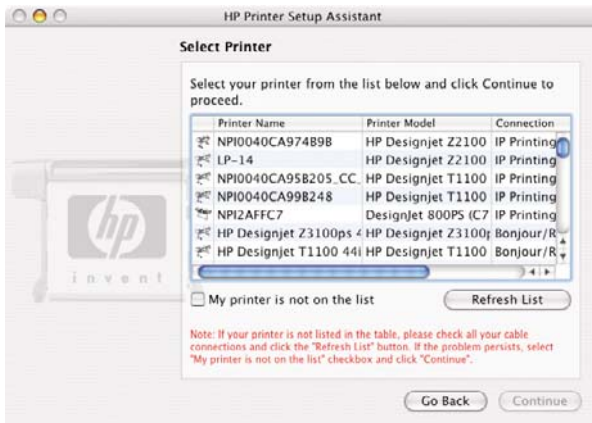 HP Printer Setup Assistant
Select Printer
Select your printer from the list below and click Continue to
proceed.
Printer Name Printer Model Connection
NPI0040CA974B9B HP Designjet Z2100 IP Printing
LP-14 HP Designjet Z2100 IP Printing
NPI0040CA95B205_CC_ HP Designjet T1100 IP Printing
NPI0040CA99B248 HP Designjet T1100 IP Printing
NPI2AFFC7 DesignJet 800PS (C7 IP Printing
HP Designjet Z3100ps 4 HP Designjet Z3100p Bonjour/R
HP Designjet T1100 44i HP Designjet T1100 Bonjour/R
hp
invent
My printer is not on the list
Refresh List
Note: If your printer is not listed in the table, please check all your cable
connections and click the "Refresh List" button. If the problem persists, select
"My printer is not on the list" checkbox and click "Continue".
Go Back
Continue